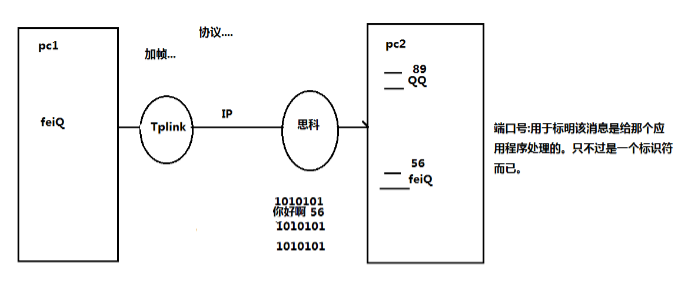 协议....
pc1
加帧...
feiQ
Tplink
IP
思科
pc2
89
QQ
56
feiQ
1010101
你好啊 56
1010101
1010101
端口号:用于标明该消息是给那个应
用程序处理的。只不过是一个标识符
而已。